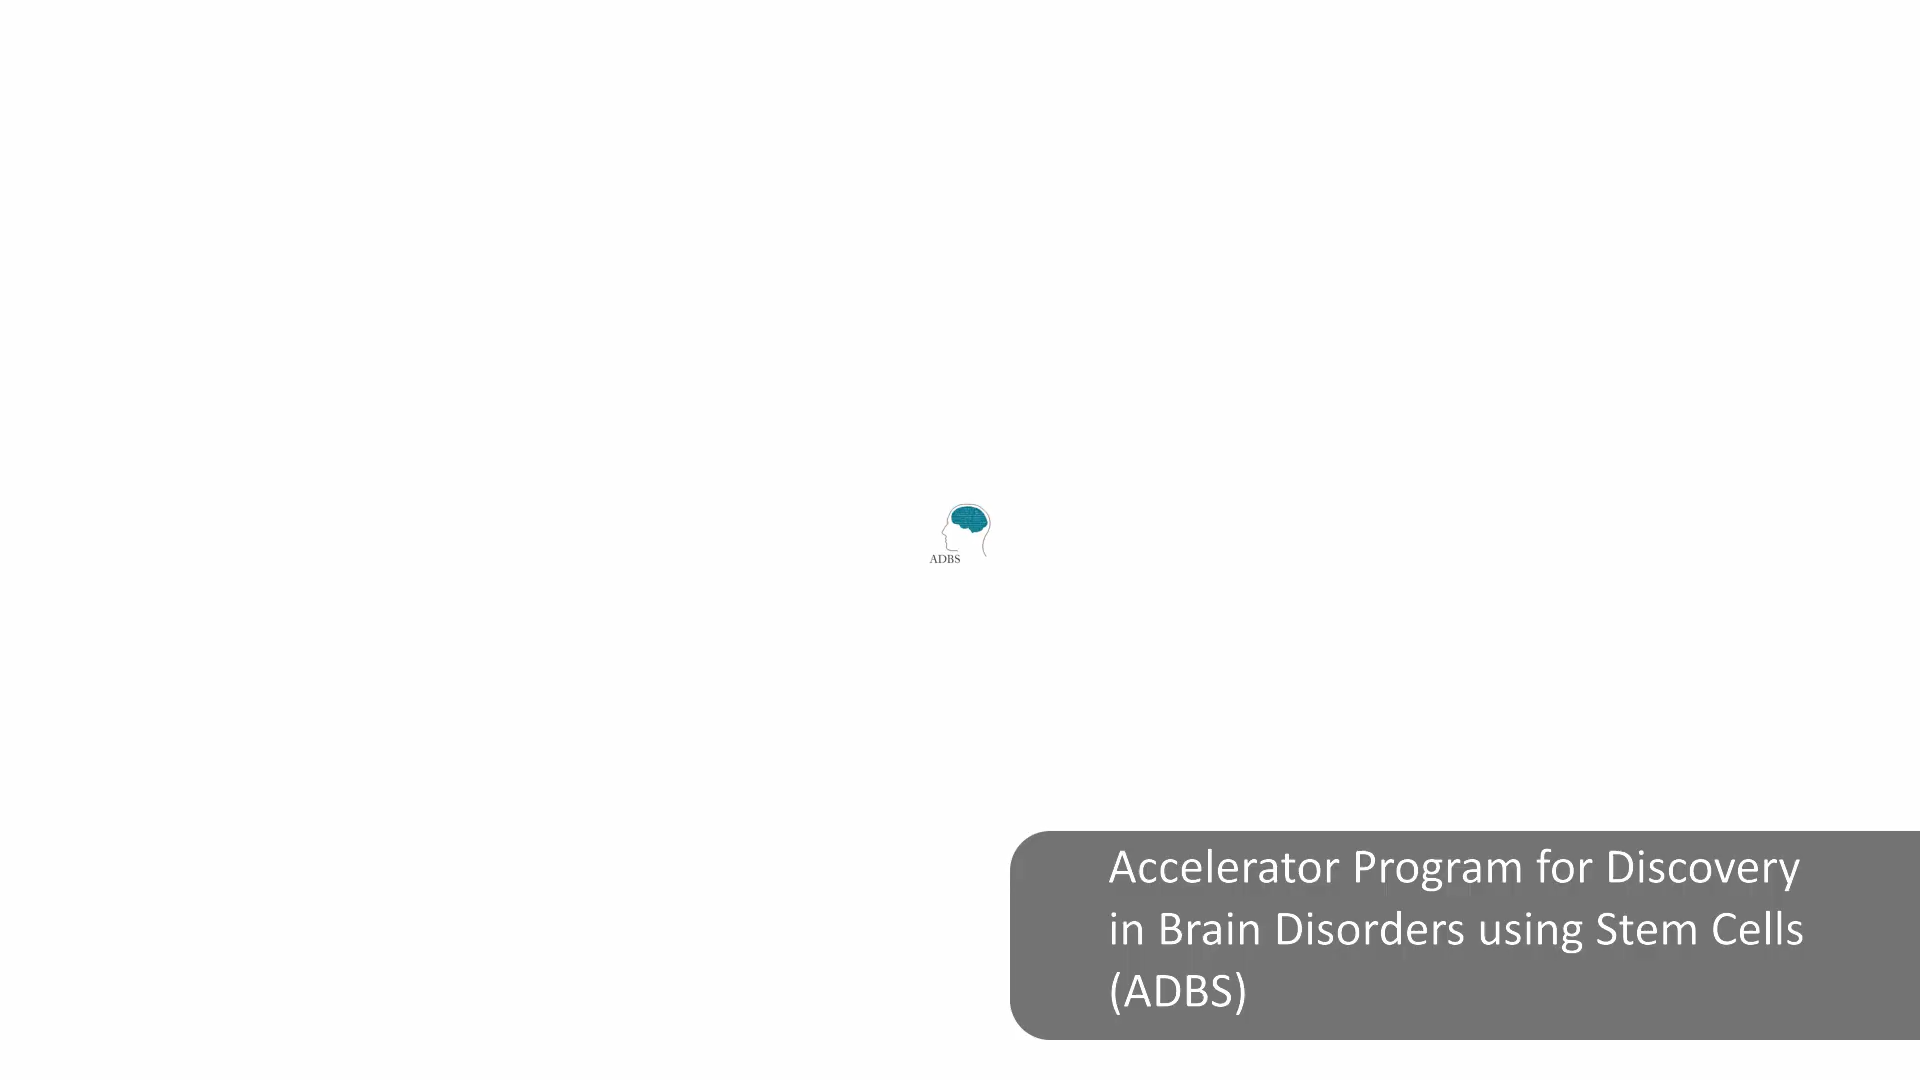 ADBS
Accelerator Program for Discovery
in Brain Disorders using Stem Cells
(ADBS)